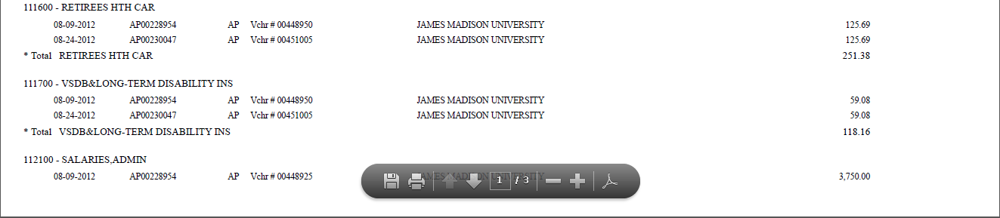 111600 - RETIREES HTH CAR
08-09-2012 AP00228954 AP Vchr # 00448950 JAMES MADISON UNIVERSITY 125.69
08-24-2012 AP00230047 AP Vchr # 00451005 JAMES MADISON UNIVERSITY 125.69
* Total RETIREES HTH CAR 251.38
111700 - VSDB&LONG-TERM DISABILITY INS
08-09-2012 AP00228954 AP Vchr # 00448950 JAMES MADISON UNIVERSITY 59.08
08-24-2012 AP00230047 AP Vchr # 00451005 JAMES MADISON UNIVERSITY 59.08
* Total VSDB&LONG-TERM DISABILITY INS 118.16
112100 - SALARIES,ADMIN
08-09-2012 AP00228954 AP Vchr # 00448925 3,750.00
1 / 3